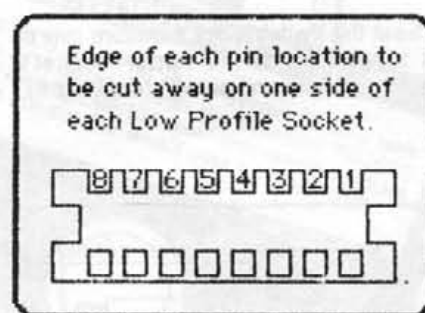 Edge of each pin location to
be cut away on one side of
each Low Profile Socket.
8 7 6 5 4 3 2 1